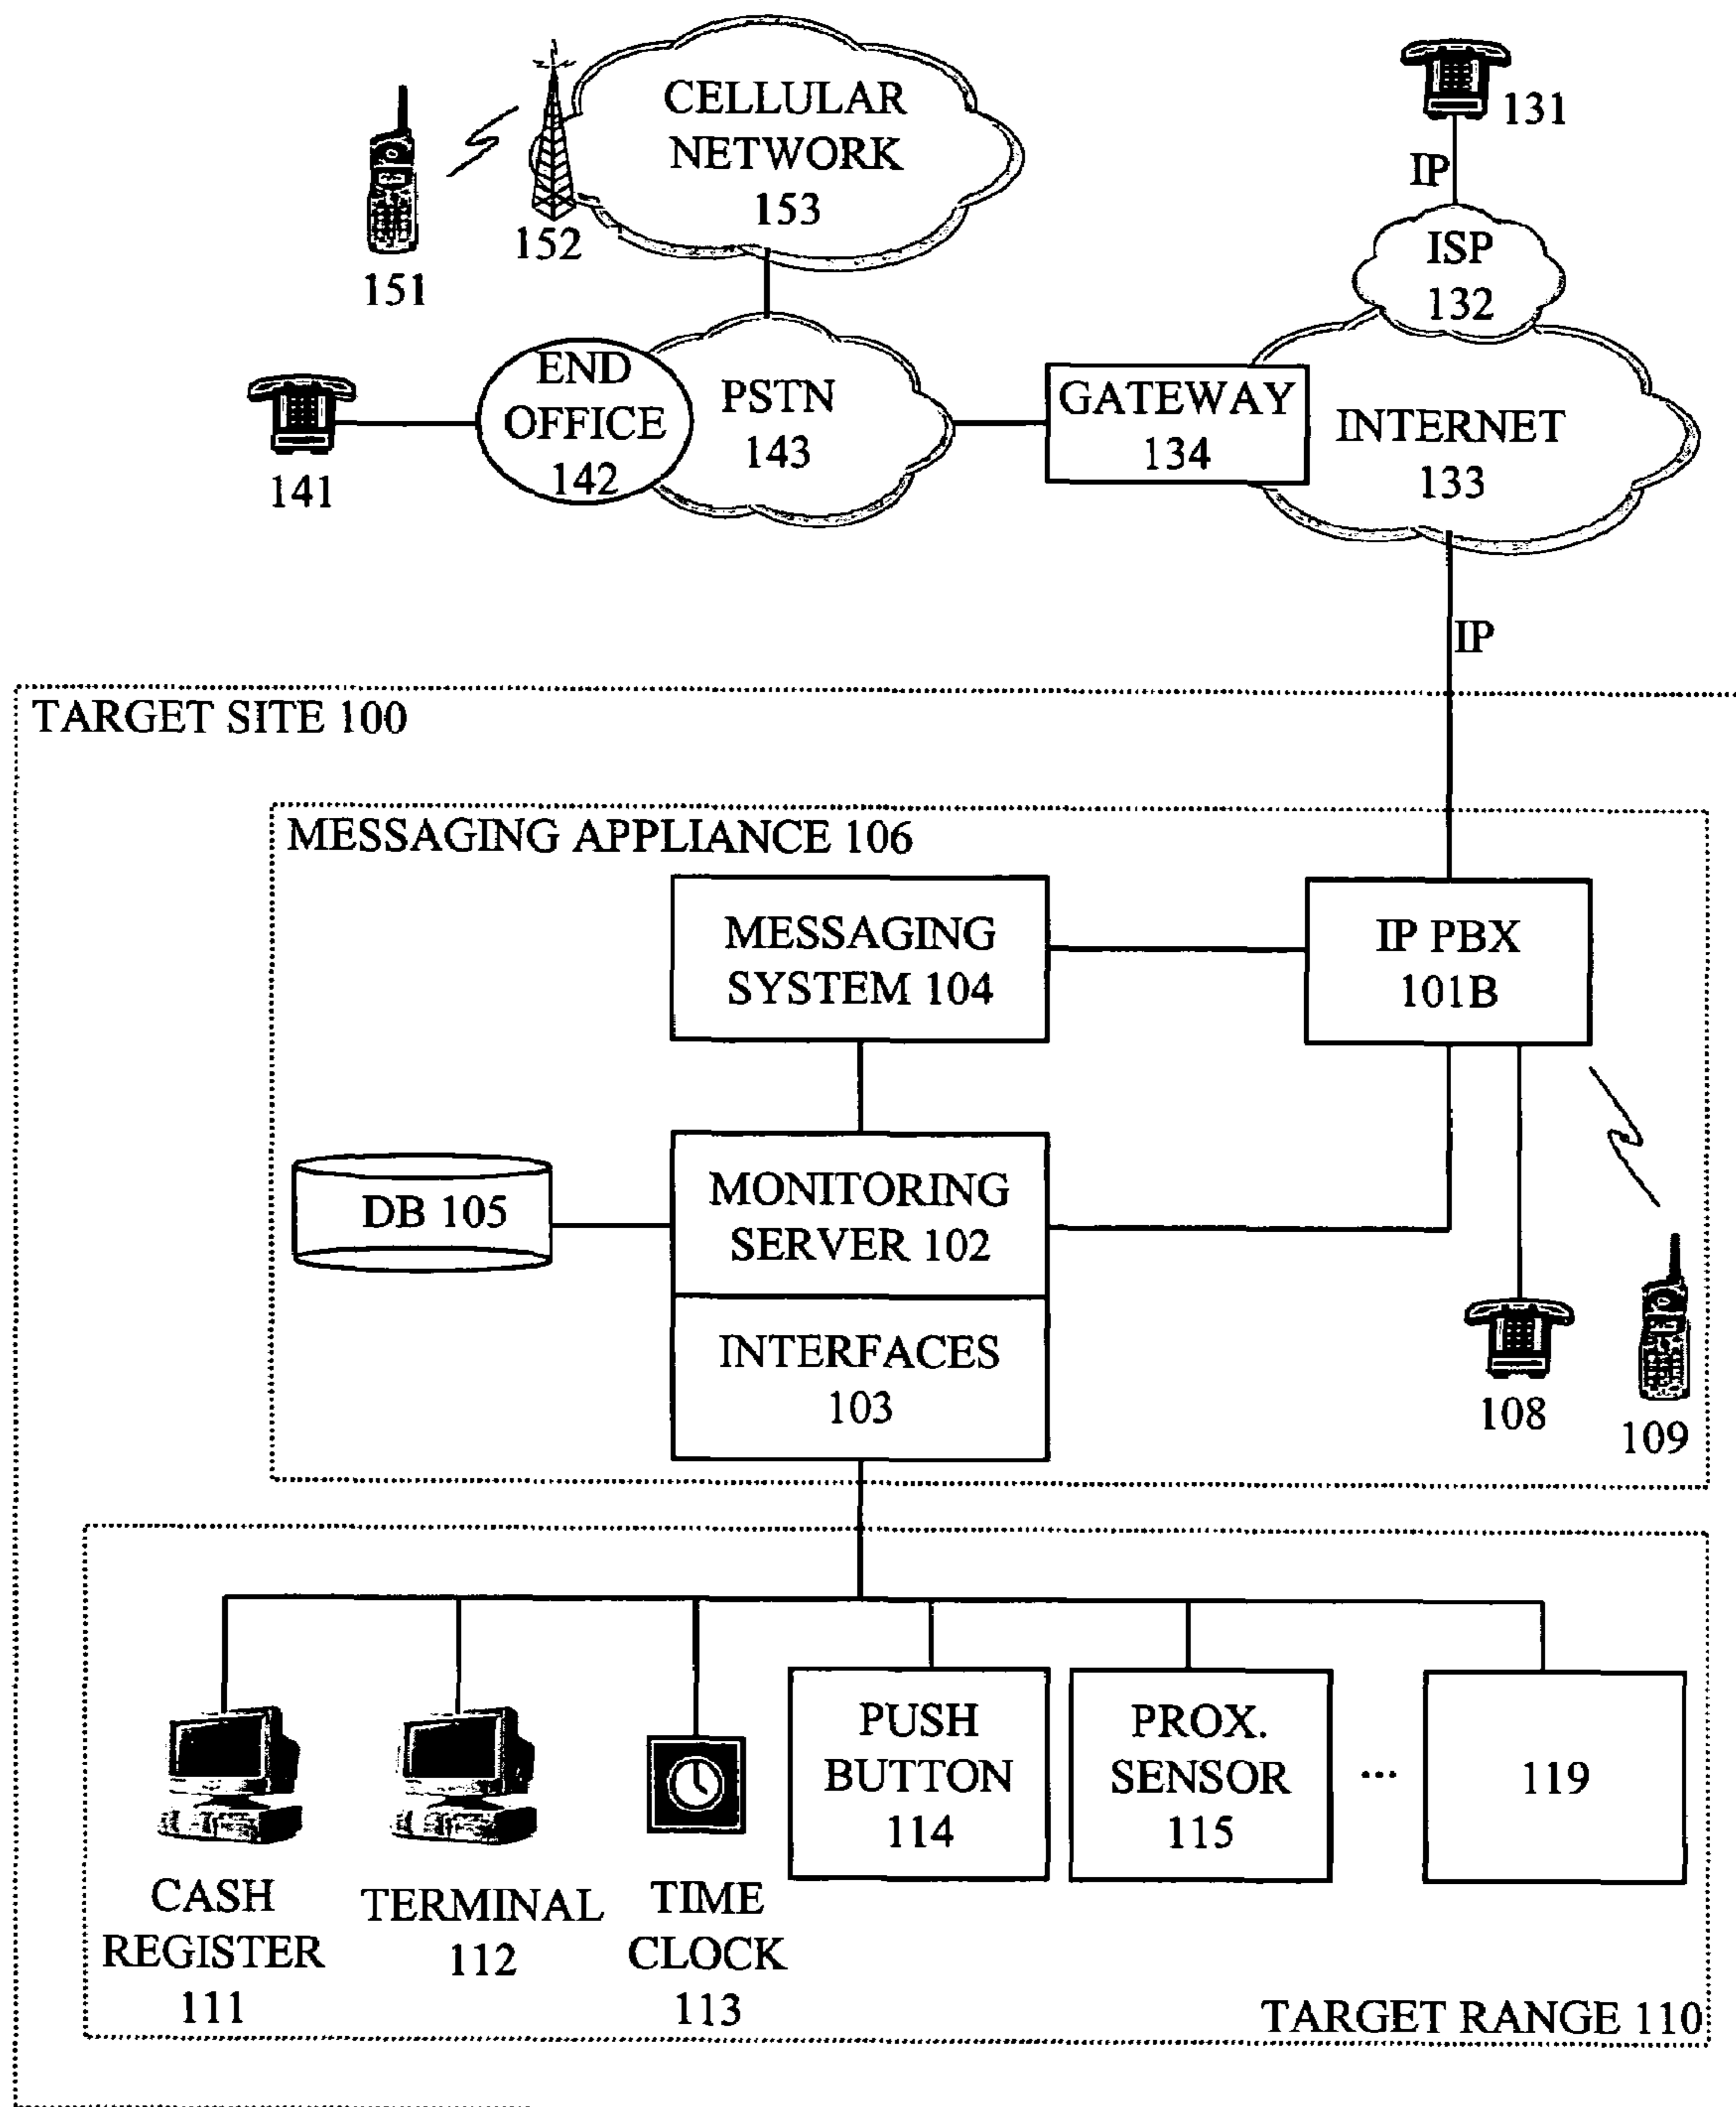 CELLULAR
NETWORK
153
152
151
131
IP
ISP
132
END
OFFICE
142
141
PSTN
143
GATEWAY
134
INTERNET
133
IP
TARGET SITE 100
MESSAGING APPLIANCE 106
MESSAGING
SYSTEM 104
IP PBX
101B
DB 105
MONITORING
SERVER 102
INTERFACES
103
108
109
PUSH
BUTTON
114
PROX.
SENSOR
115
...
119
CASH
REGISTER
111
TERMINAL
112
TIME
CLOCK
113
TARGET RANGE 110